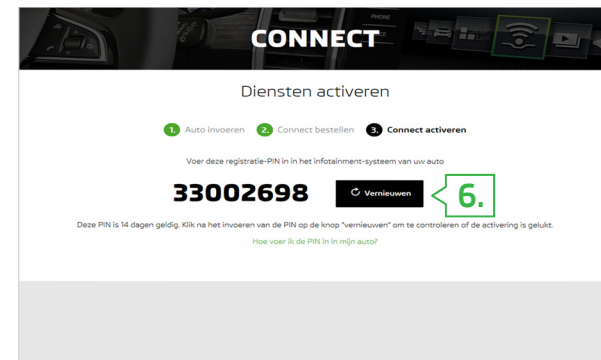 PHONE
CONNECT
Smart
Link
Diensten activeren
1. Auto invoeren 2. Connect bestellen 3. Connect activeren
Voer deze registratie-PIN in in het infotainment-systeem van uw auto
33002698 Vernieuwen 6.
Deze PIN is 14 dagen geldig. Klik na het invoeren van de PIN op de knop "vernieuwen" om te controleren of de activering is gelukt.
Hoe voer ik de PIN in in mijn auto?